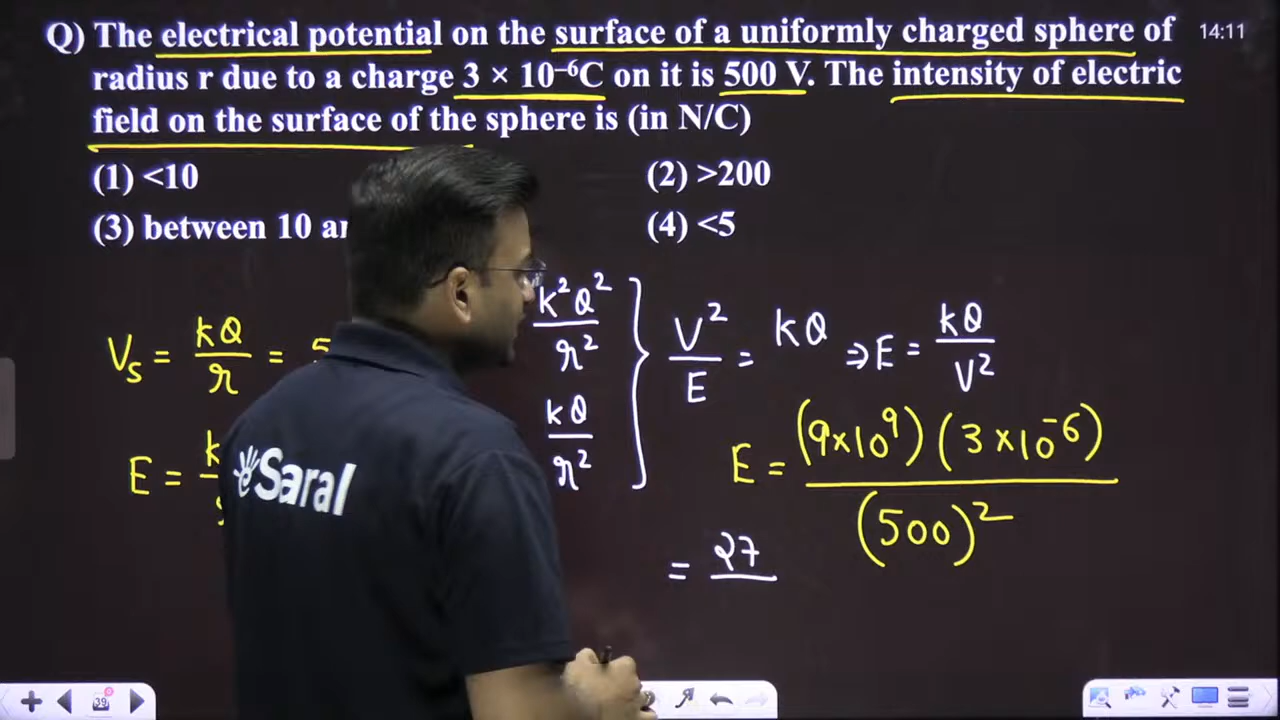 Q) The electrical potential on the surface of a uniformly charged sphere of
14:11
radius r due to a charge 3 × 10⁻⁶C on it is 500 V. The intensity of electric
field on the surface of the sphere is (in N/C)
(1) <10
(2) >200
(3) between 10
(4) <5
Vₛ = kQ/r =
k²Q²/r²
V²/E = kQ ⇒ E = kQ/V²
E =
kQ/r²
E = (9×10⁹)(3×10⁻⁶)/(500)²
= 27
eSaral
39